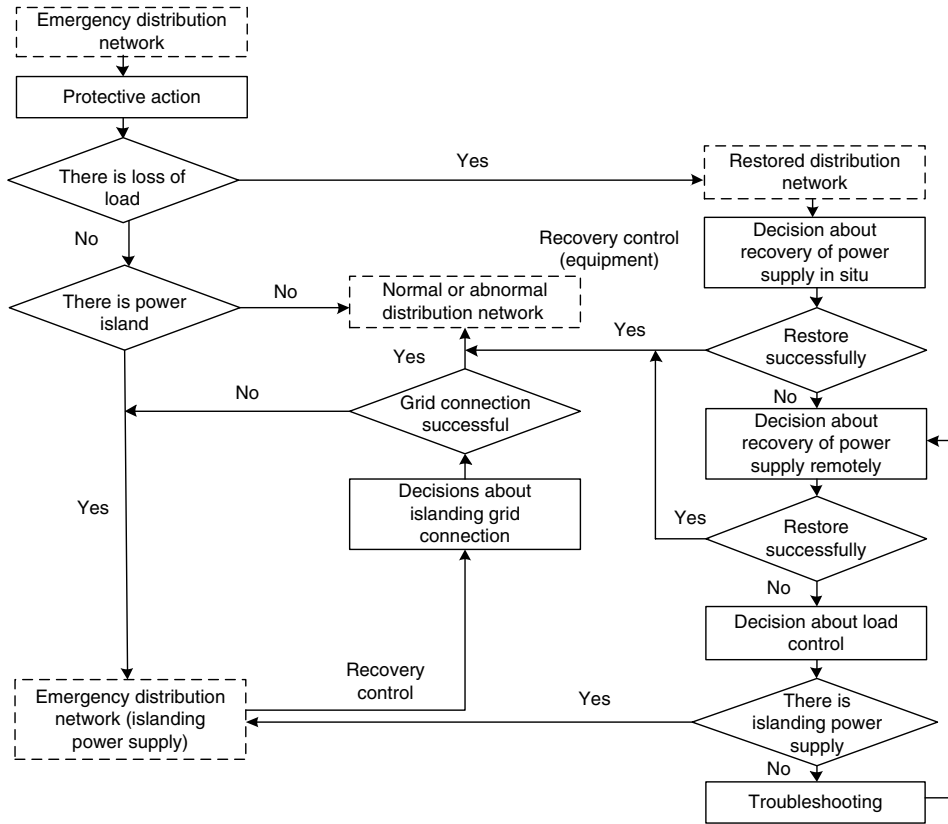 Emergency distribution
network
Protective action
There is loss of
load
Yes
No
Restored distribution
network
Decision about
recovery of power
supply in situ
Recovery control
(equipment)
There is power
island
No
Normal or abnormal
distribution network
Yes
Restore
successfully
Yes
No
Grid connection
successful
No
Decision about
recovery of power
supply remotely
Decisions about
islanding grid
connection
Yes
Yes
Restore
successfully
No
Decision about load
control
Recovery
control
Emergency distribution
network (islanding
power supply)
Yes
There is
islanding power
supply
No
Troubleshooting